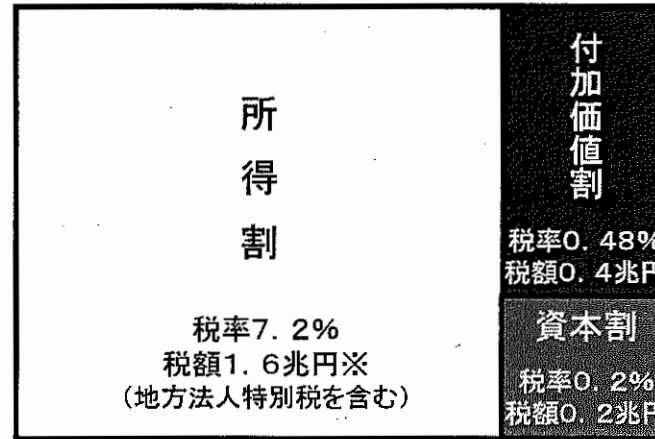 所得割
税率7.2%
税額1.6兆円※
(地方法人特別税を含む)
付加価値割
税率0.48%
税額0.4兆円
資本割
税率0.2%
税額0.2兆円